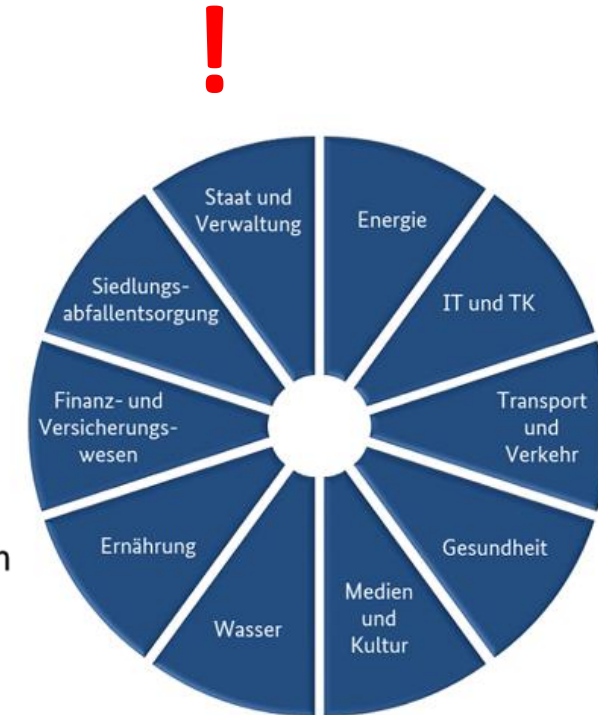 !
Staat und
Verwaltung
Energie
IT und TK
Transport
und
Verkehr
Gesundheit
Medien
und
Kultur
Wasser
Ernährung
Finanz- und
Versicherungs-
wesen
Siedlungs-
abfallentsorgung